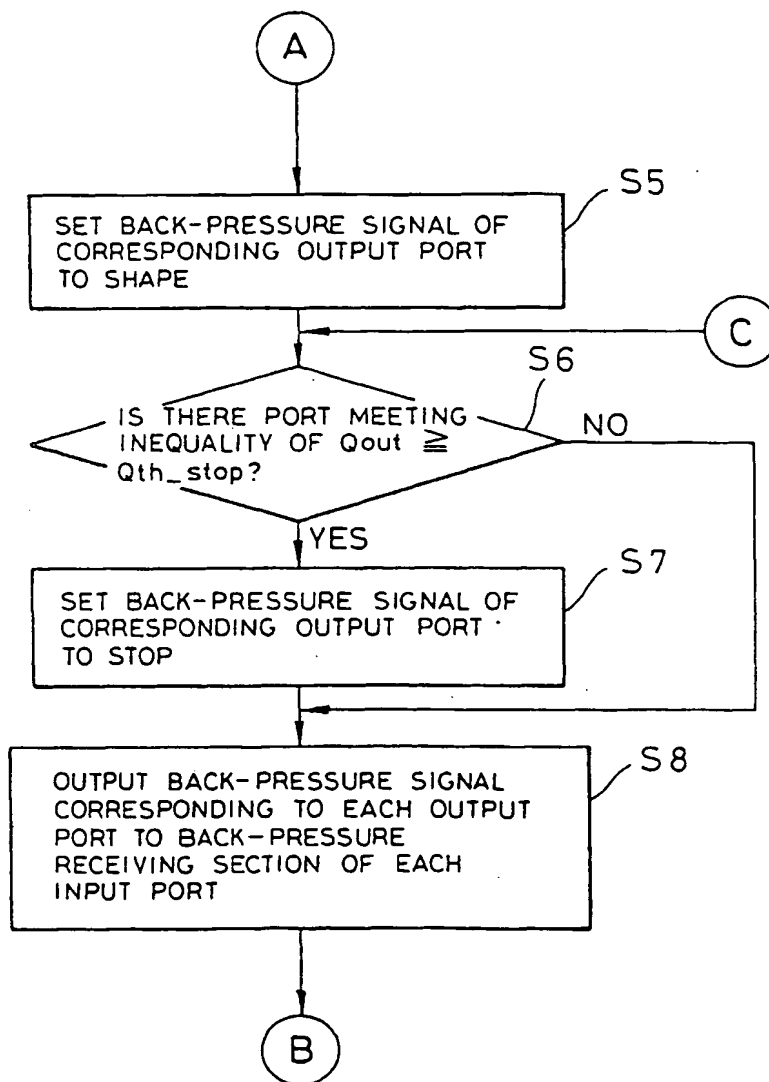 A
S5
SET BACK-PRESSURE SIGNAL OF
CORRESPONDING OUTPUT PORT
TO SHAPE
C
S6
IS THERE PORT MEETING
INEQUALITY OF Qout ≧
Qth_stop?
NO
YES
S7
SET BACK-PRESSURE SIGNAL OF
CORRESPONDING OUTPUT PORT
TO STOP
S8
OUTPUT BACK-PRESSURE SIGNAL
CORRESPONDING TO EACH OUTPUT
PORT TO BACK-PRESSURE
RECEIVING SECTION OF EACH
INPUT PORT
B